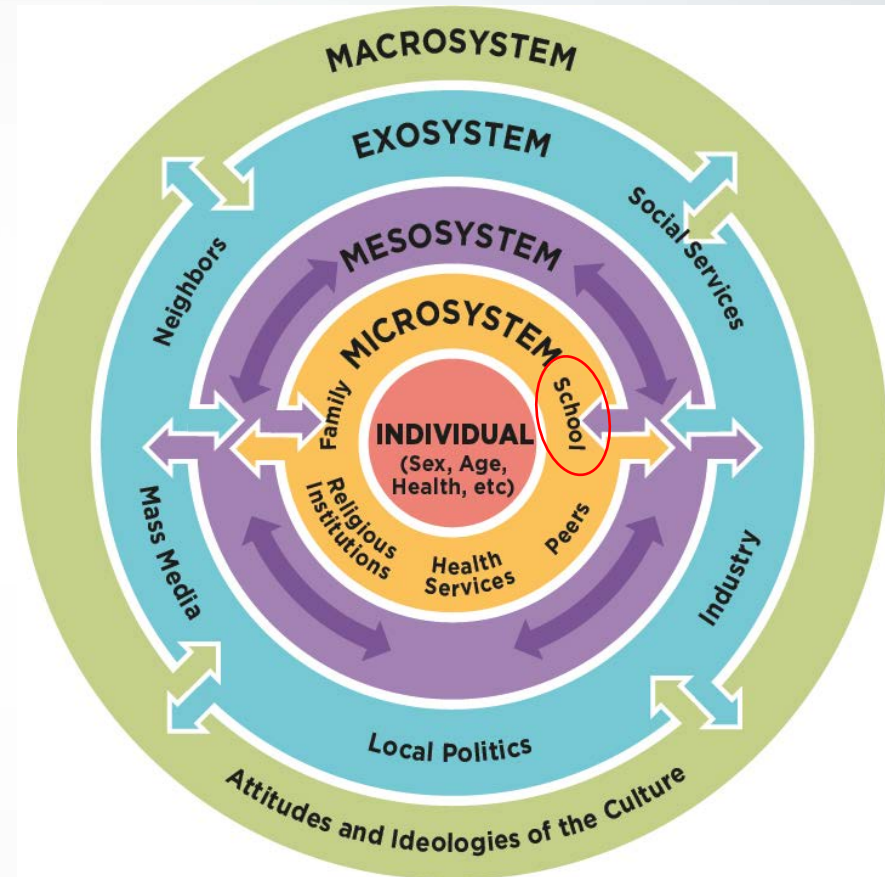 MACROSYSTEM
EXOSYSTEM
MESOSYSTEM
MICROSYSTEM
INDIVIDUAL
(Sex, Age,
Health, etc)
Family
School
Religious
Institutions
Health
Services
Peers
Neighbors
Social Services
Mass Media
Industry
Local Politics
Attitudes and Ideologies of the Culture